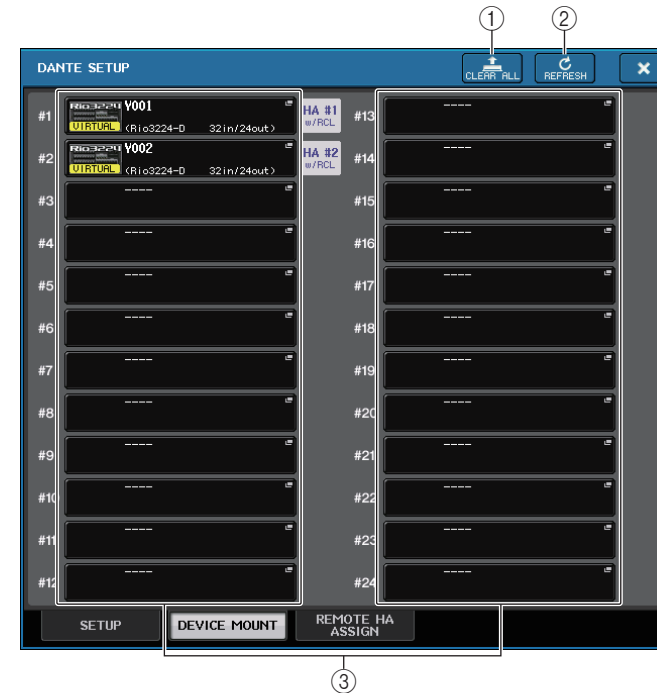 ① ②
DANTE SETUP
CLEAR ALL
REFRESH
#1 Rio3224 VIRTUAL Y001 (Rio3224-D 32in/24out) HA #1 w/RCL
#2 Rio3224 VIRTUAL Y002 (Rio3224-D 32in/24out) HA #2 w/RCL
#3 ----
#4 ----
#5 ----
#6 ----
#7 ----
#8 ----
#9 ----
#10 ----
#11 ----
#12 ----
#13 ----
#14 ----
#15 ----
#16 ----
#17 ----
#18 ----
#19 ----
#20 ----
#21 ----
#22 ----
#23 ----
#24 ----
SETUP
DEVICE MOUNT
REMOTE HA
ASSIGN
③